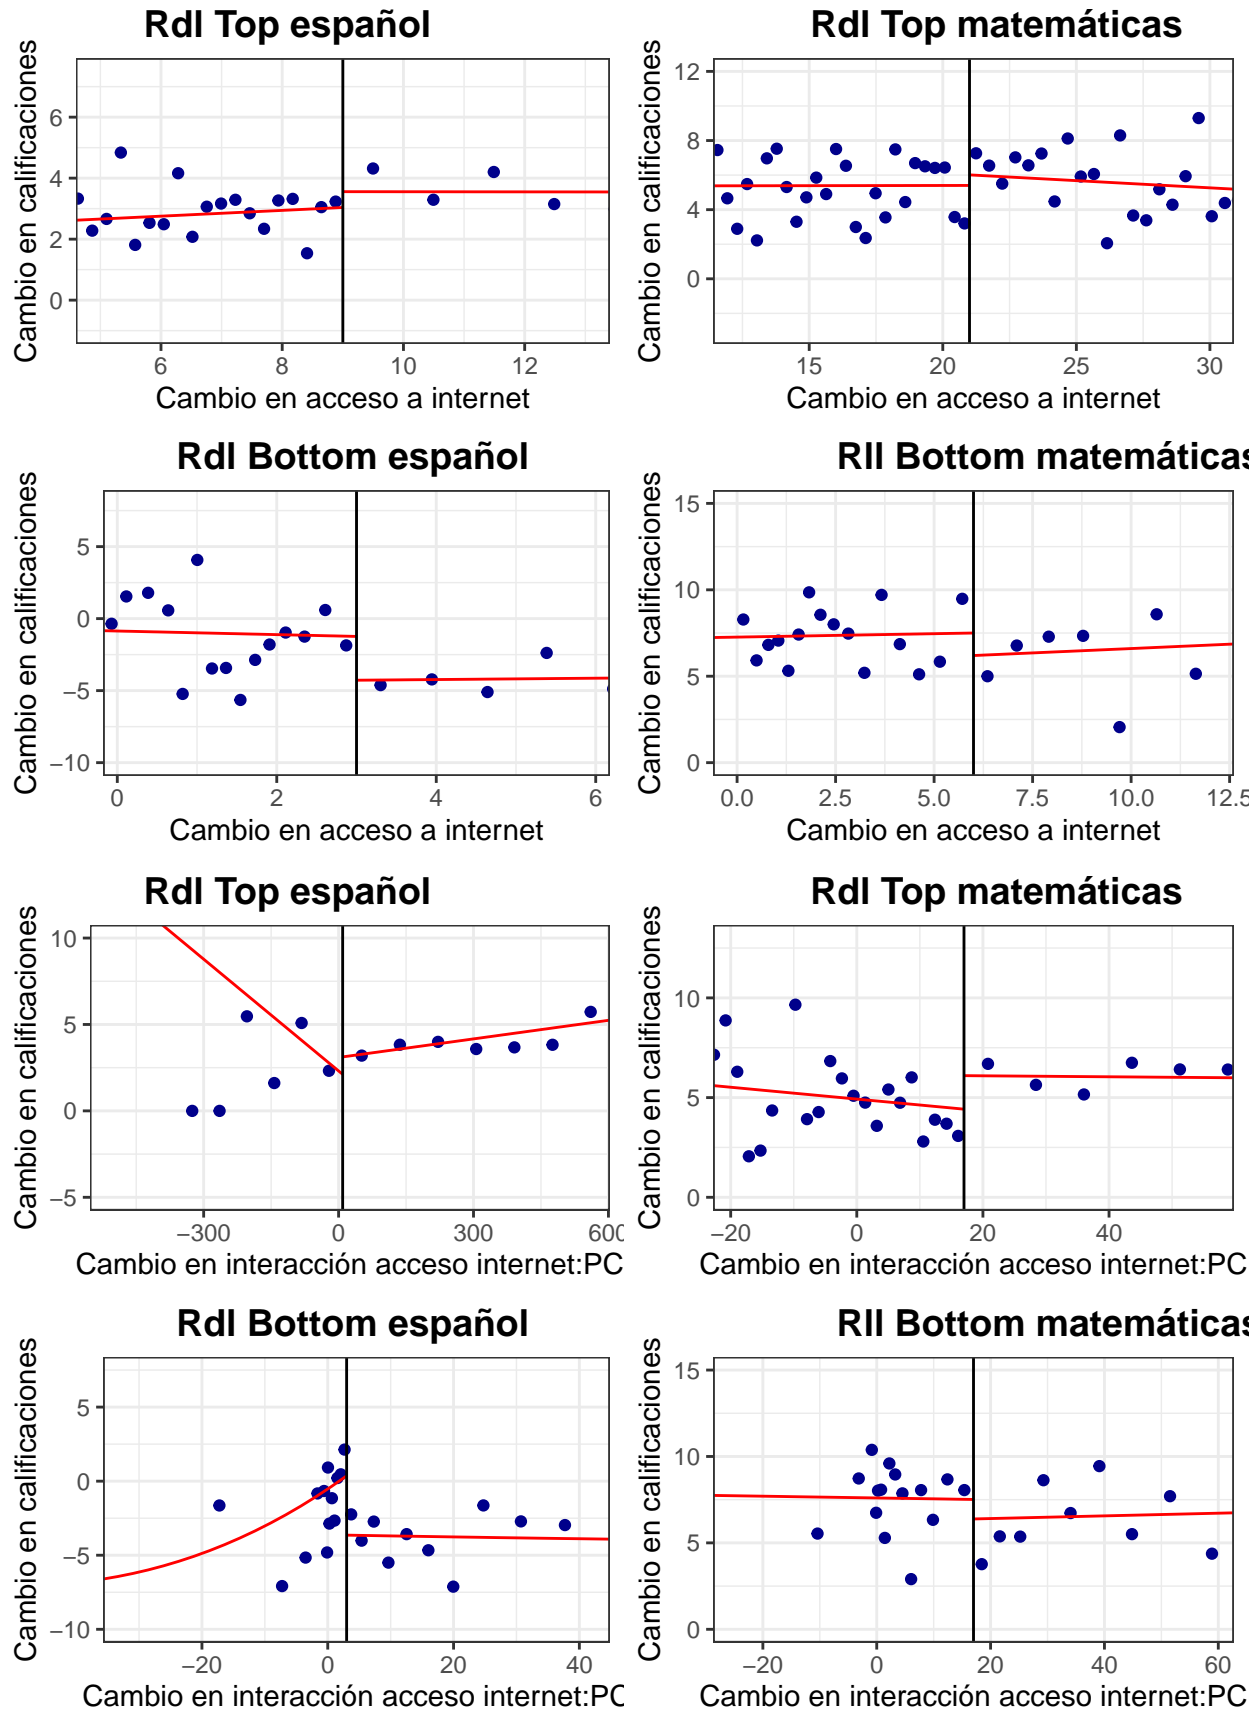 RdI Top español
Cambio en calificaciones
6
4
2
0
6 8 10 12
Cambio en acceso a internet
RdI Top matemáticas
Cambio en calificaciones
12
8
4
0
15 20 25 30
Cambio en acceso a internet
RdI Bottom español
Cambio en calificaciones
5
0
−5
−10
0 2 4 6
Cambio en acceso a internet
RII Bottom matemáticas
Cambio en calificaciones
15
10
5
0
0.0 2.5 5.0 7.5 10.0 12.5
Cambio en acceso a internet
RdI Top español
Cambio en calificaciones
10
5
0
−5
−300 0 300 600
Cambio en interacción acceso internet:PC
RdI Top matemáticas
Cambio en calificaciones
10
5
0
−20 0 20 40
Cambio en interacción acceso internet:PC
RdI Bottom español
Cambio en calificaciones
5
0
−5
−10
−20 0 20 40
Cambio en interacción acceso internet:PC
RII Bottom matemáticas
Cambio en calificaciones
15
10
5
0
−20 0 20 40 60
Cambio en interacción acceso internet:PC